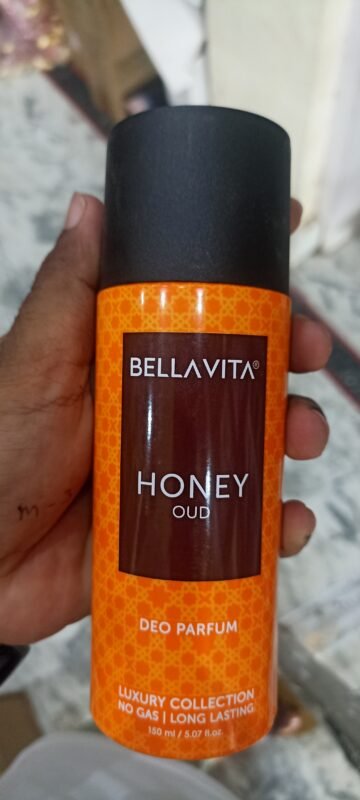 BELLAVITA®
HONEY
OUD
DEO PARFUM
LUXURY COLLECTION
NO GAS | LONG LASTING
150 ml / 5.07 fl.oz.